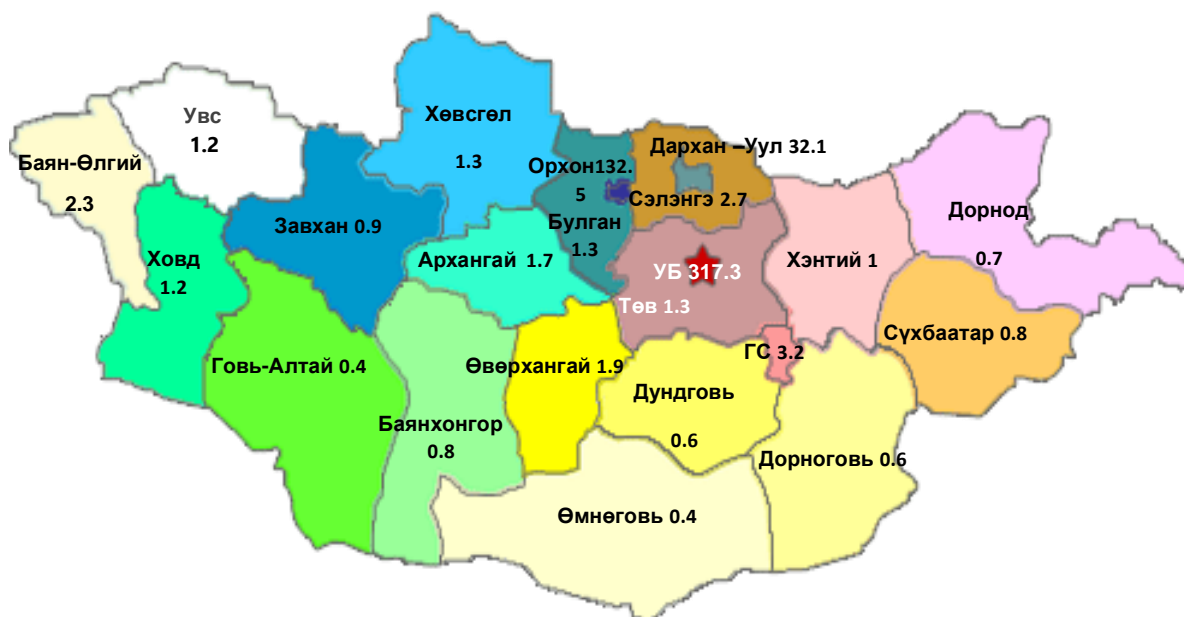 Увс
1.2
Хөвсгөл
1.3
Баян-Өлгий
2.3
Орхон132.
5
Дархан –Уул 32.1
Сэлэнгэ 2.7
Завхан 0.9
Булган
1.3
Дорнод
0.7
Ховд
1.2
Архангай 1.7
УБ 317.3
Хэнтий 1
Төв 1.3
Сүхбаатар 0.8
Говь-Алтай 0.4
Өвөрхангай 1.9
ГС 3.2
Дундговь
0.6
Баянхонгор
0.8
Дорноговь 0.6
Өмнөговь 0.4